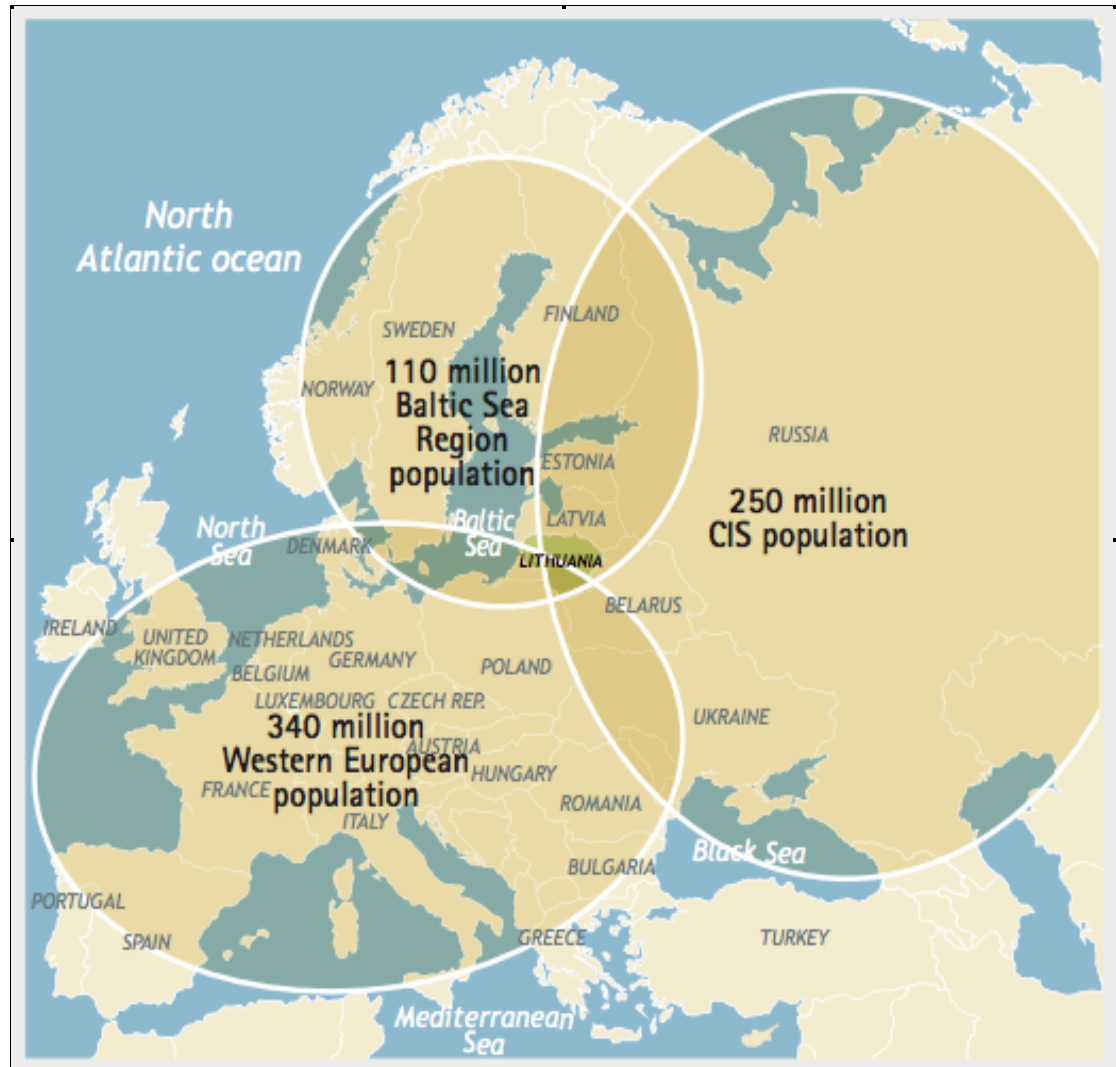 North
Atlantic ocean
SWEDEN
FINLAND
110 million
Baltic Sea
Region
population
NORWAY
ESTONIA
RUSSIA
250 million
CIS population
LATVIA
North
Sea
Baltic
Sea
DENMARK
LITHUANIA
BELARUS
IRELAND
UNITED
KINGDOM
NETHERLANDS
BELGIUM
GERMANY
POLAND
LUXEMBOURG
CZECH REP.
UKRAINE
340 million
Western European
population
AUSTRIA
HUNGARY
FRANCE
ROMANIA
ITALY
Black Sea
BULGARIA
PORTUGAL
SPAIN
GREECE
TURKEY
Mediterranean
Sea